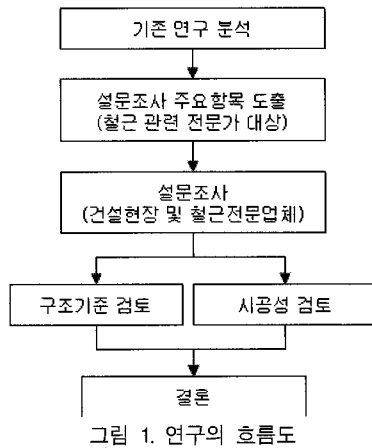 기존 연구 분석
설문조사 주요항목 도출
(철근 관련 전문가 대상)
설문조사
(건설현장 및 철근전문업체)
구조기준 검토
시공성 검토
결론
그림 1. 연구의 흐름도